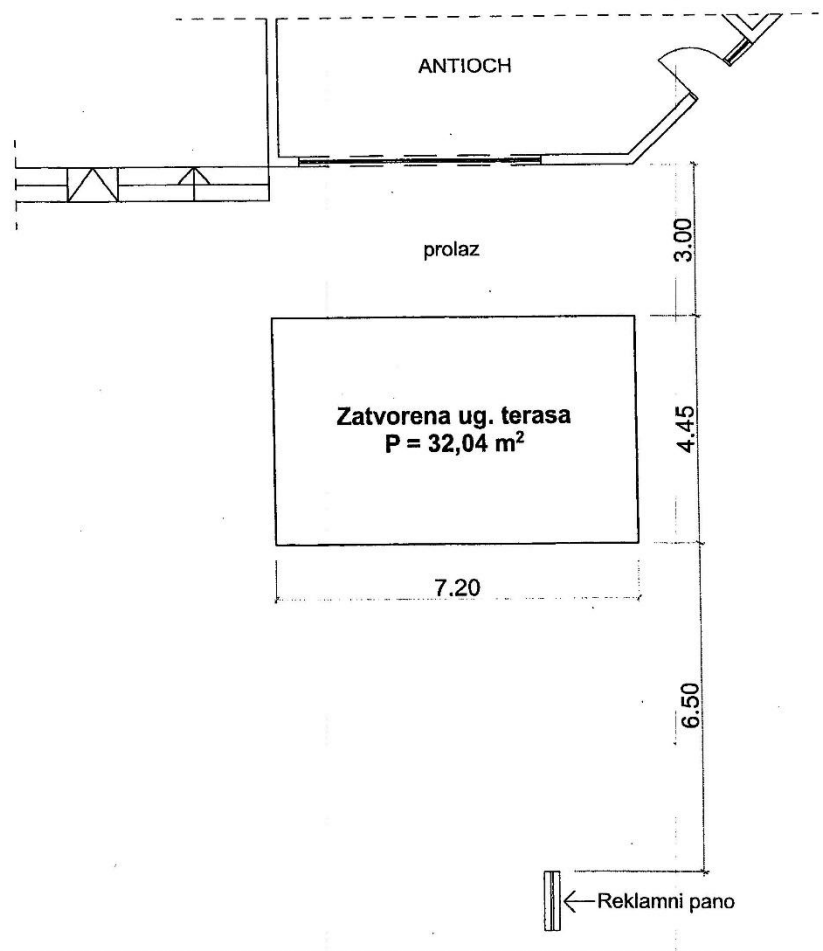 ANTIOCH
prolaz
3.00
Zatvorena ug. terasa
P = 32,04 m²
4.45
7.20
6.50
Reklamni pano